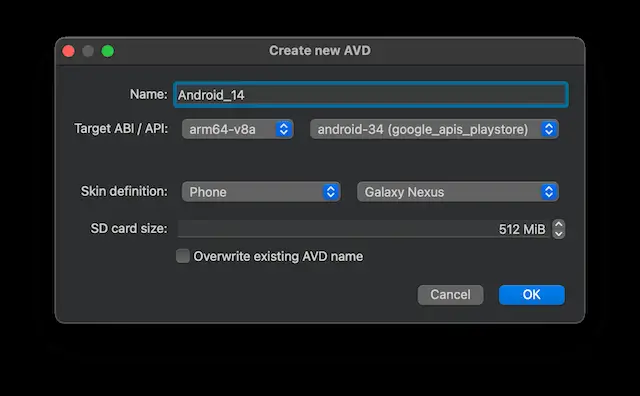 Create new AVD
Name: Android_14
Target ABI / API: arm64-v8a android-34 (google_apis_playstore)
Skin definition: Phone Galaxy Nexus
SD card size: 512 MiB
Overwrite existing AVD name
Cancel OK